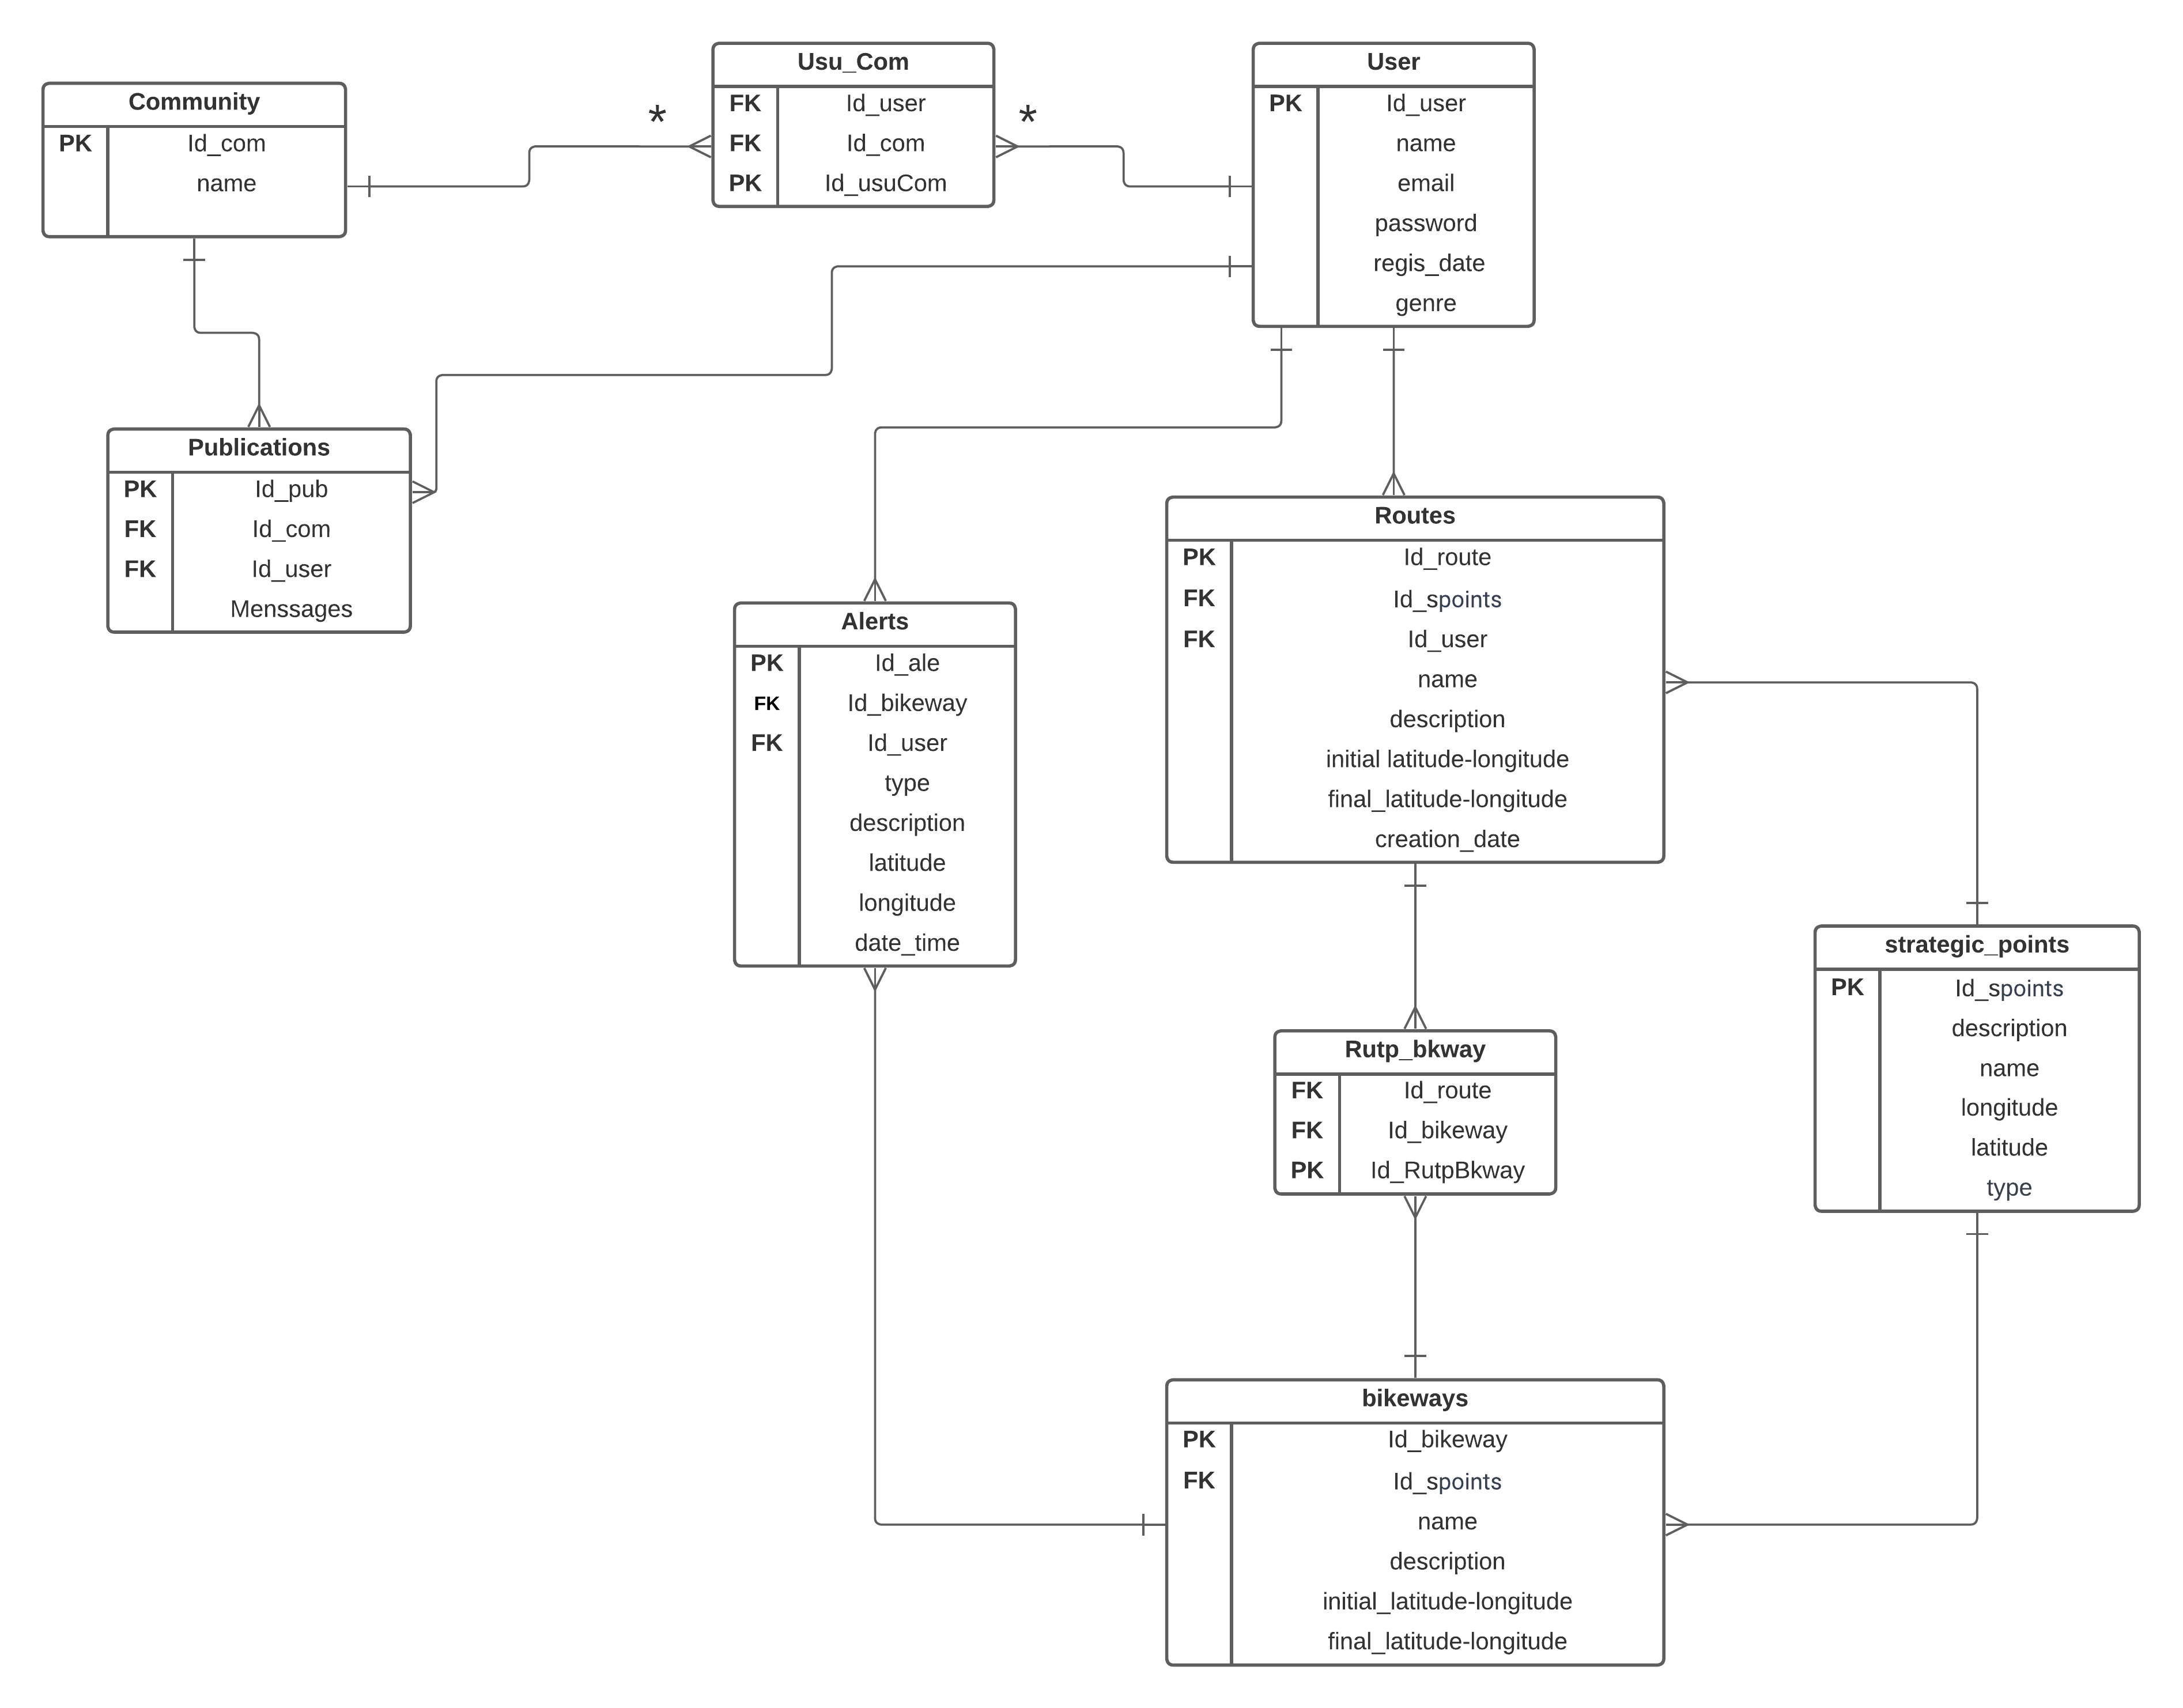 Usu_Com
FK Id_user
FK Id_com
PK Id_usuCom
User
PK Id_user
name
email
password
regis_date
genre
Community
PK Id_com
name
*
*
Publications
PK Id_pub
FK Id_com
FK Id_user
Menssages
Routes
PK Id_route
FK Id_spoints
FK Id_user
name
description
initial latitude-longitude
final_latitude-longitude
creation_date
Alerts
PK Id_ale
FK Id_bikeway
FK Id_user
type
description
latitude
longitude
date_time
strategic_points
PK Id_spoints
description
name
longitude
latitude
type
Rutp_bkway
FK Id_route
FK Id_bikeway
PK Id_RutpBkway
bikeways
PK Id_bikeway
FK Id_spoints
name
description
initial_latitude-longitude
final_latitude-longitude